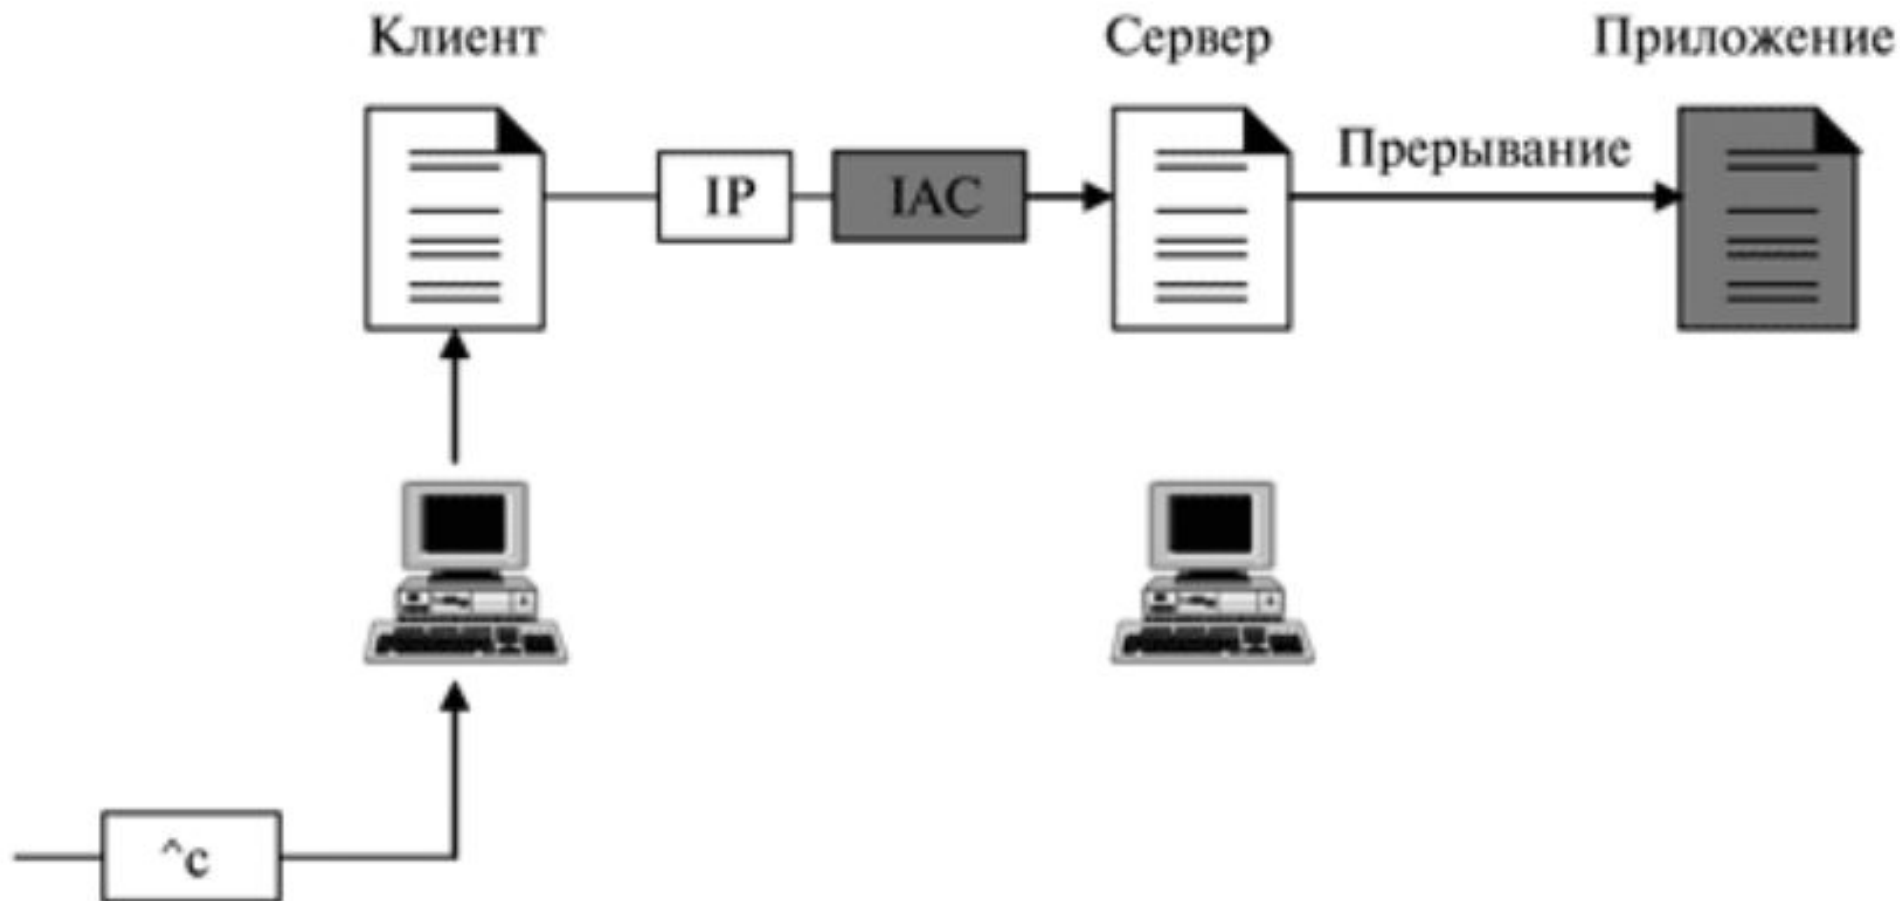 Клиент
Сервер
Приложение
IP
IAC
Прерывание
^c